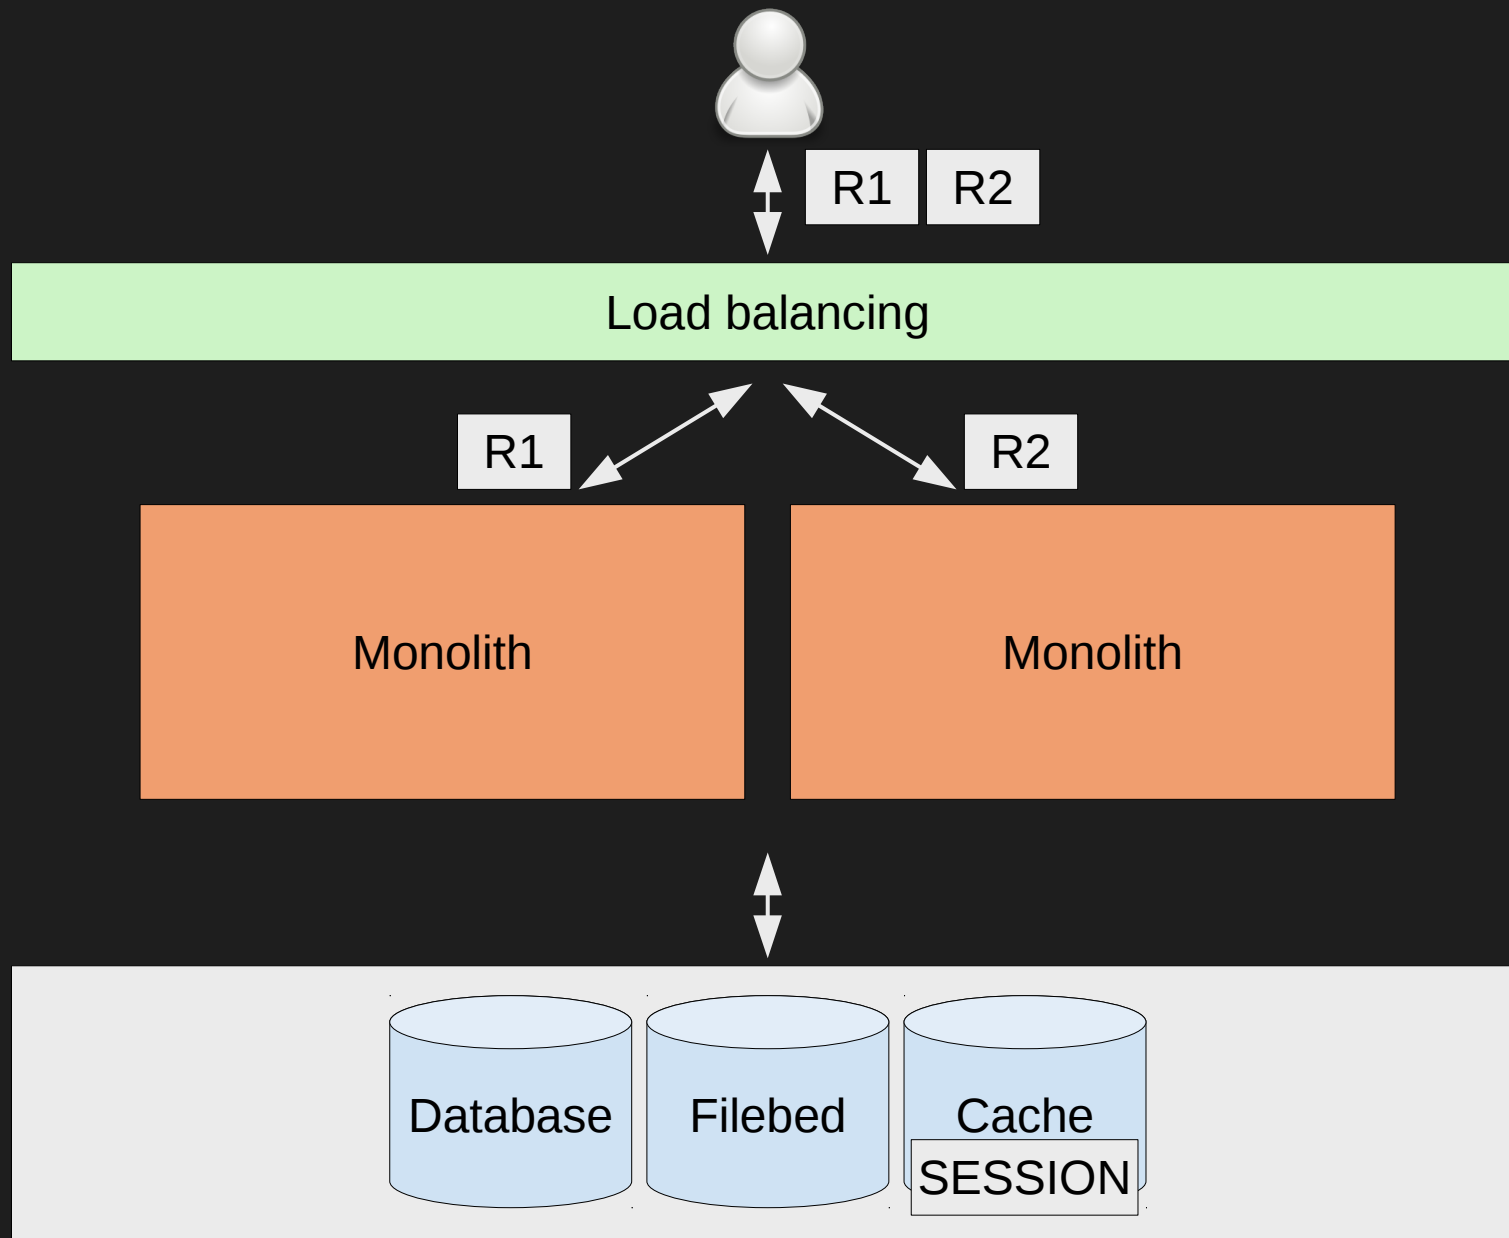 R1 R2
Load balancing
R1 R2
Monolith Monolith
Database Filebed Cache
SESSION